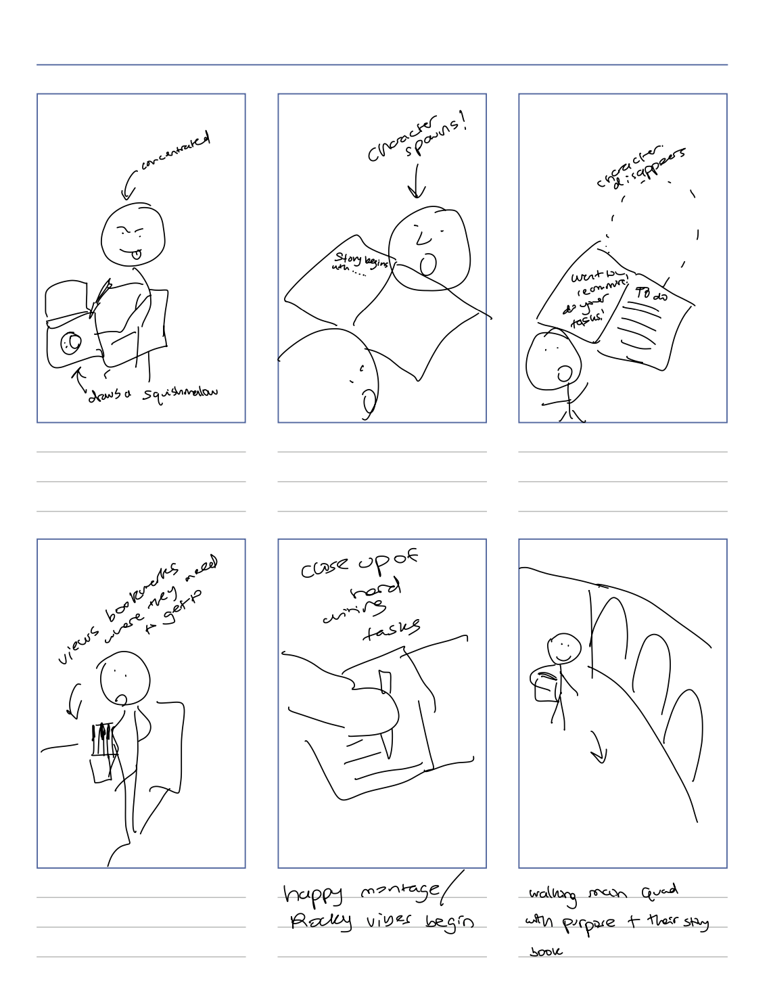 concentrated
draws a squishmallow
Character
spawns!
Story begins
with .....
character
disappears
want to
do your
tasks!
To do
views bookmarks
where they need
to get to
close up of
hand
during
tasks
happy montage/
Rocky vibes begin
walking main Quad
with purpose + their story
book